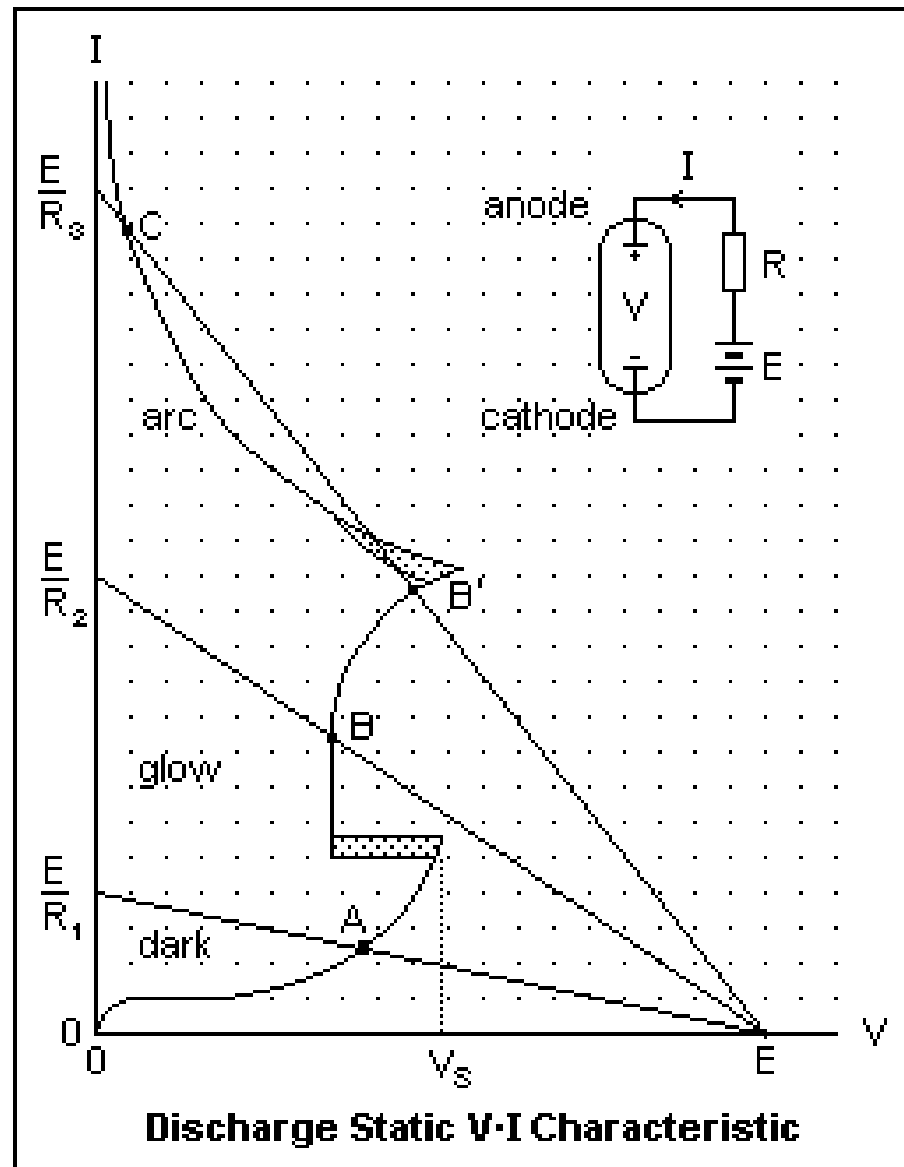 I
E
R₃
C
anode
I
R
V
E
+
-
cathode
arc
E
R₂
B'
B
glow
E
R₁
A
dark
0
0
Vs
E
V
Discharge Static V·I Characteristic